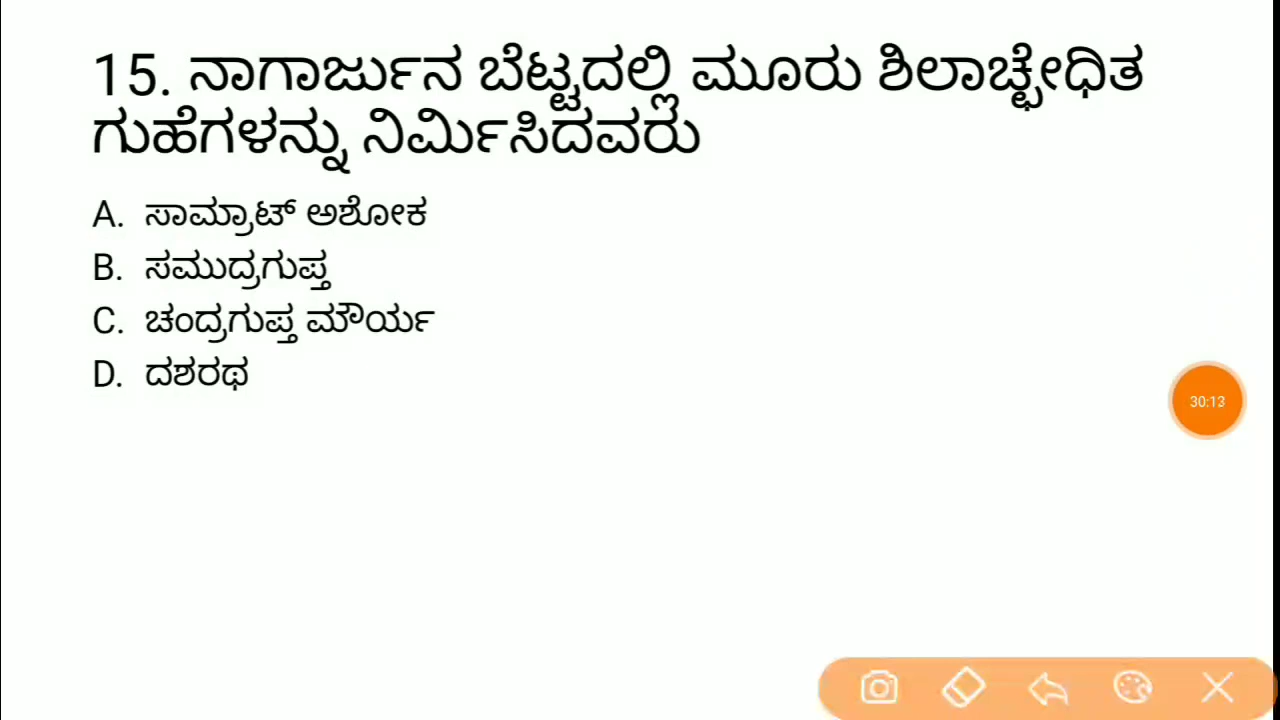 15. ನಾಗಾರ್ಜುನ ಬೆಟ್ಟದಲ್ಲಿ ಮೂರು ಶಿಲಾಚ್ಛೇಧಿತ
ಗುಹೆಗಳನ್ನು ನಿರ್ಮಿಸಿದವರು
A. ಸಾಮ್ರಾಟ್ ಅಶೋಕ
B. ಸಮುದ್ರಗುಪ್ತ
C. ಚಂದ್ರಗುಪ್ತ ಮೌರ್ಯ
D. ದಶರಥ
30:13